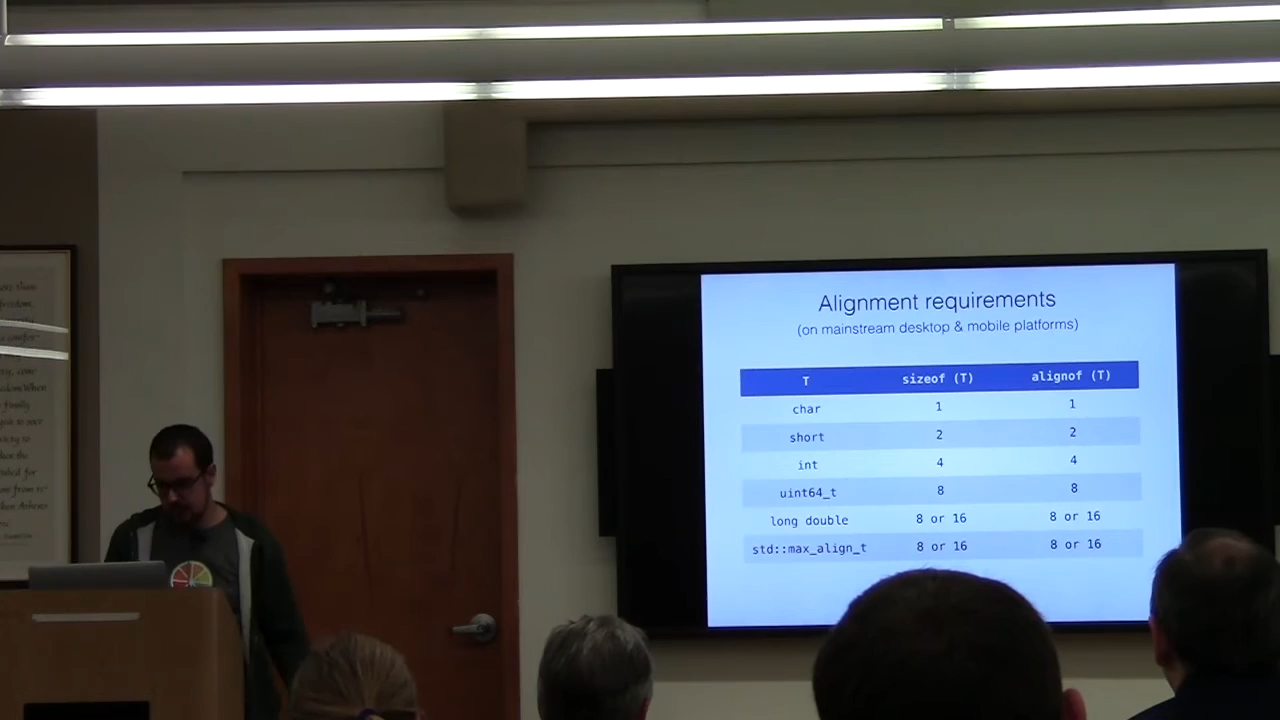 Alignment requirements
(on mainstream desktop & mobile platforms)
T sizeof (T) alignof (T)
char 1 1
short 2 2
int 4 4
uint64_t 8 8
long double 8 or 16 8 or 16
std::max_align_t 8 or 16 8 or 16